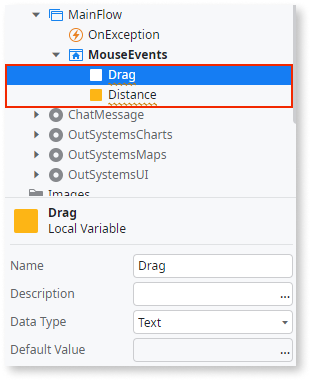 MainFlow
OnException
MouseEvents
Drag
Distance
ChatMessage
OutSystemsCharts
OutSystemsMaps
OutSystemsUI
Images
Drag
Local Variable
Name Drag
Description ...
Data Type Text
Default Value ...